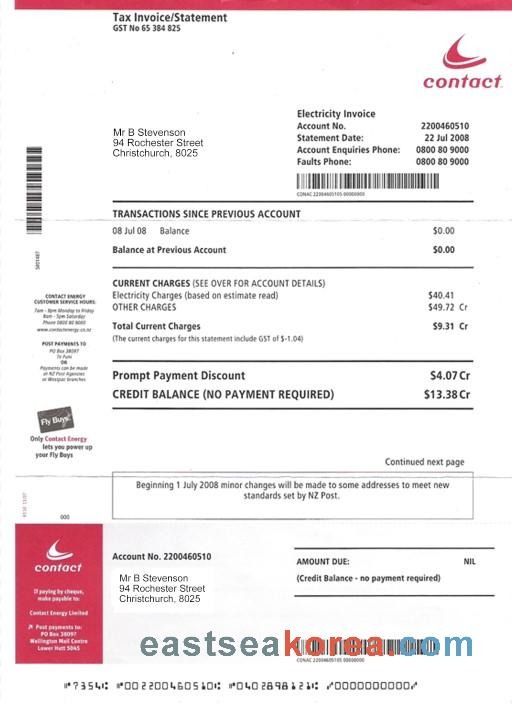 Tax Invoice/Statement
GST No 65 384 825
contact
Electricity Invoice
Account No. 2200460510
Statement Date: 22 Jul 2008
Account Enquiries Phone: 0800 80 9000
Faults Phone: 0800 80 9000
Mr B Stevenson
94 Rochester Street
Christchurch, 8025
CONAC 22004605105 00000000
TRANSACTIONS SINCE PREVIOUS ACCOUNT
08 Jul 08 Balance $0.00
Balance at Previous Account $0.00
CURRENT CHARGES (SEE OVER FOR ACCOUNT DETAILS)
Electricity Charges (based on estimate read) $40.41
OTHER CHARGES $49.72 Cr
Total Current Charges $9.31 Cr
(The current charges for this statement include GST of $-1.04)
Prompt Payment Discount $4.07 Cr
CREDIT BALANCE (NO PAYMENT REQUIRED) $13.38 Cr
CONTACT ENERGY
CUSTOMER SERVICE HOURS:
7am - 9pm Monday to Friday
8am - 5pm Saturday
Phone 0800 80 9000
www.contactenergy.co.nz
POST PAYMENTS TO
PO Box 38097
Te Puni
OR
Payments can be made
at NZ Post Agencies
or Westpac branches
Fly Buys
Only Contact Energy
lets you power up
your Fly Buys
Continued next page
Beginning 1 July 2008 minor changes will be made to some addresses to meet new
standards set by NZ Post.
000
contact
If paying by cheque,
make payable to:
Contact Energy Limited
Post payments to:
PO Box 38097
Wellington Mail Centre
Lower Hutt 5045
Account No. 2200460510
Mr B Stevenson
94 Rochester Street
Christchurch, 8025
AMOUNT DUE: NIL
(Credit Balance - no payment required)
eastseakorea.com
CONAC 22004605105 00000000